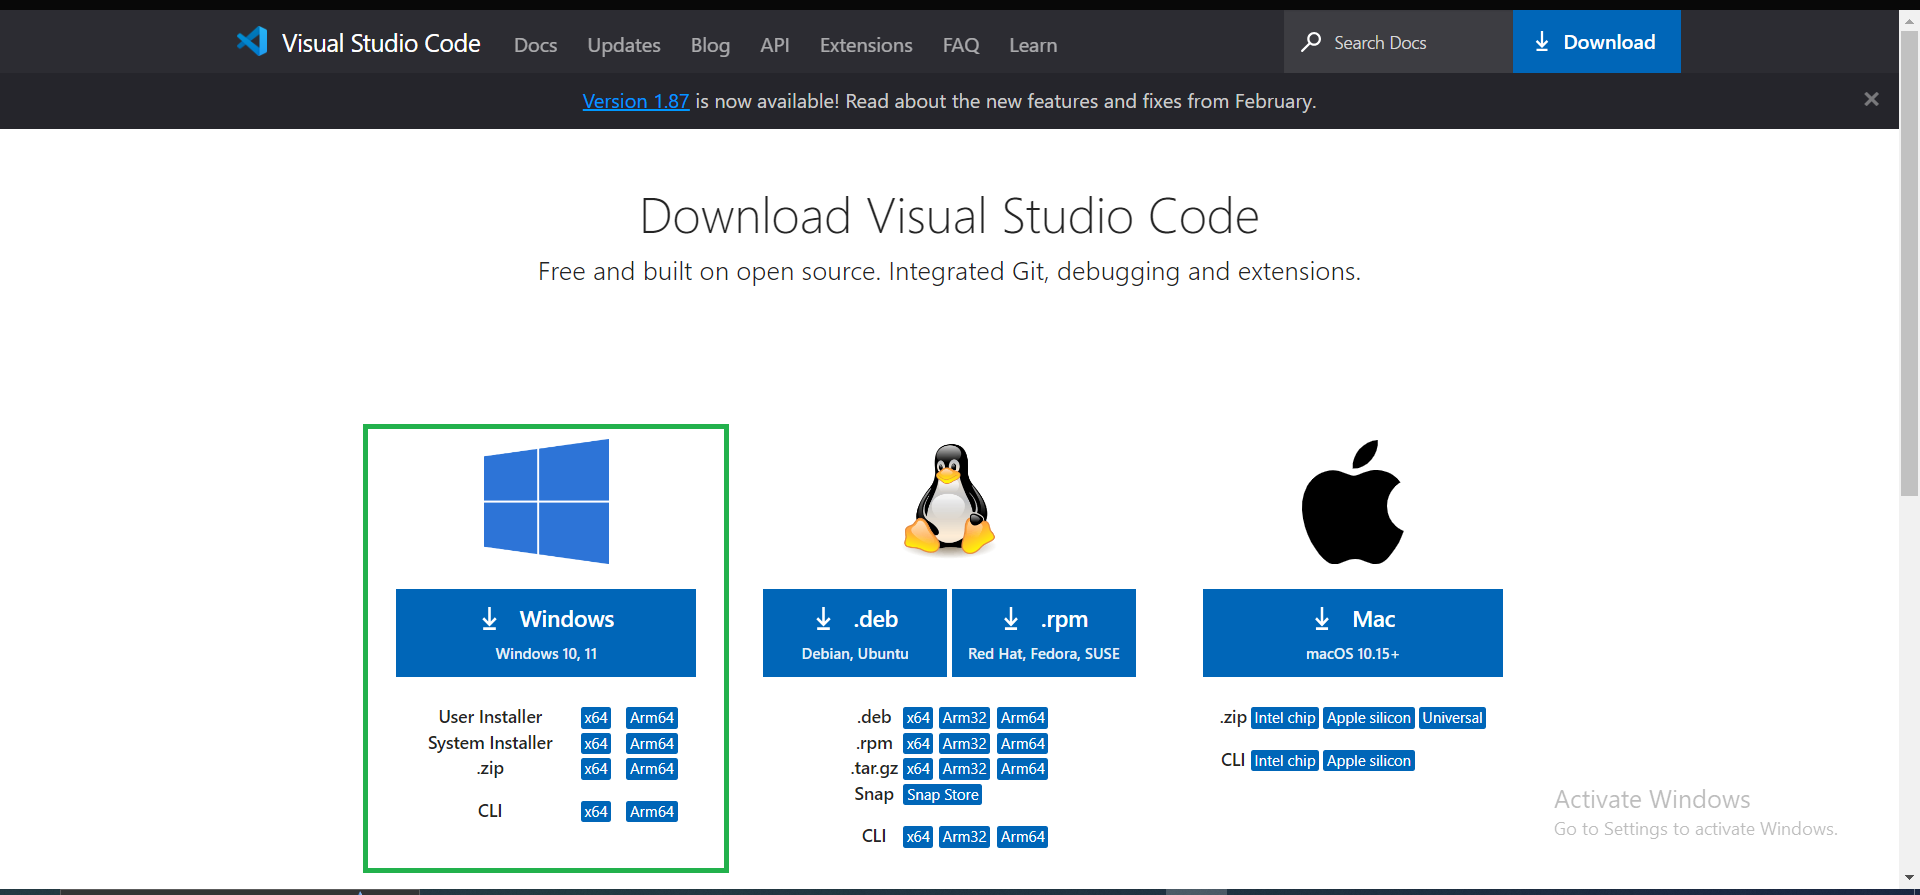 Visual Studio Code Docs Updates Blog API Extensions FAQ Learn Search Docs Download
Version 1.87 is now available! Read about the new features and fixes from February.
Download Visual Studio Code
Free and built on open source. Integrated Git, debugging and extensions.
Windows
Windows 10, 11
User Installer x64 Arm64
System Installer x64 Arm64
.zip x64 Arm64
CLI x64 Arm64
.deb
Debian, Ubuntu
.rpm
Red Hat, Fedora, SUSE
.deb x64 Arm32 Arm64
.rpm x64 Arm32 Arm64
.tar.gz x64 Arm32 Arm64
Snap Snap Store
CLI x64 Arm32 Arm64
Mac
macOS 10.15+
.zip Intel chip Apple silicon Universal
CLI Intel chip Apple silicon
Activate Windows
Go to Settings to activate Windows.